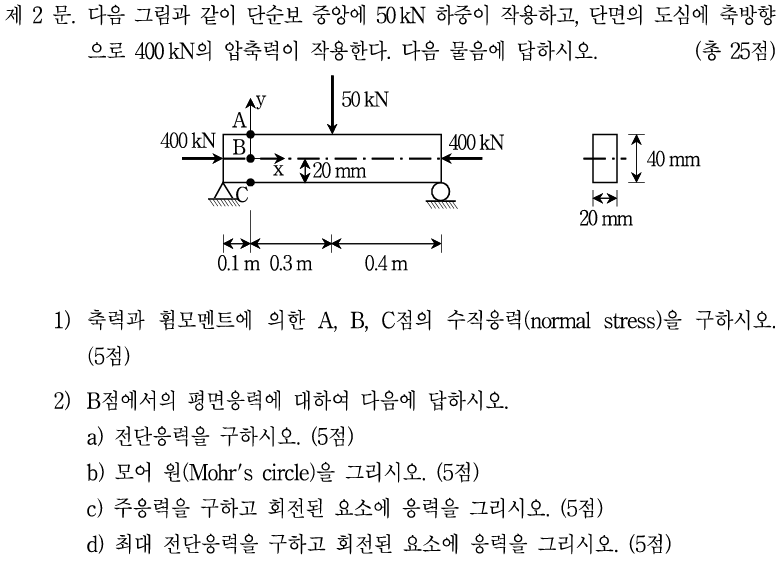 제 2 문. 다음 그림과 같이 단순보 중앙에 50 kN 하중이 작용하고, 단면의 도심에 축방향
으로 400 kN의 압축력이 작용한다. 다음 물음에 답하시오. (총 25점)
y
50 kN
A
400 kN
B
400 kN
x
20 mm
C
40 mm
20 mm
0.1 m 0.3 m 0.4 m
1) 축력과 휨모멘트에 의한 A, B, C점의 수직응력(normal stress)을 구하시오.
(5점)
2) B점에서의 평면응력에 대하여 다음에 답하시오.
a) 전단응력을 구하시오. (5점)
b) 모어 원(Mohr's circle)을 그리시오. (5점)
c) 주응력을 구하고 회전된 요소에 응력을 그리시오. (5점)
d) 최대 전단응력을 구하고 회전된 요소에 응력을 그리시오. (5점)